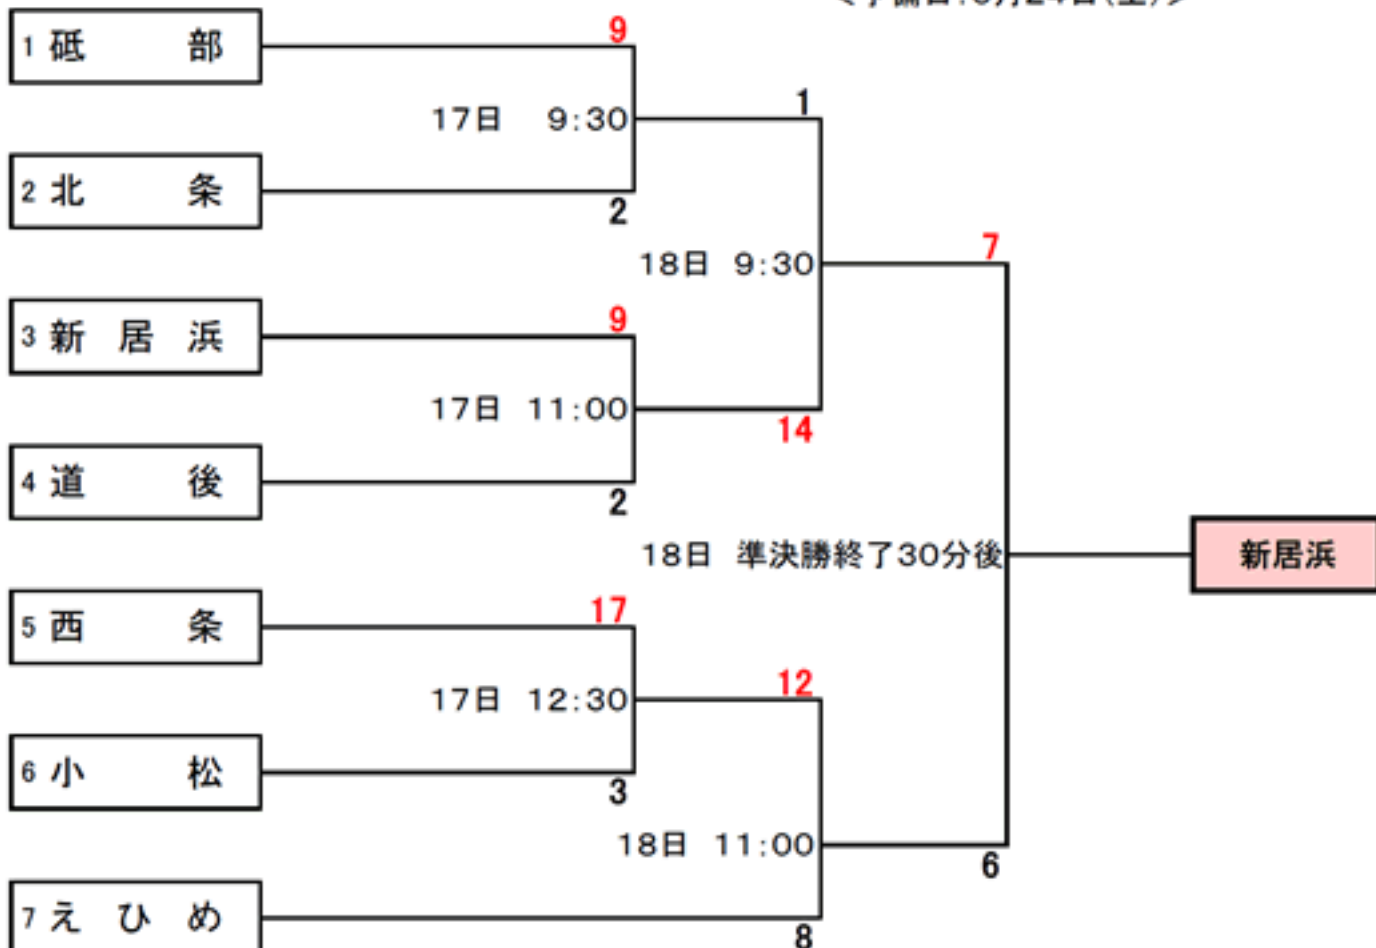 1 砥 部
9
17日 9:30
1
2 北 条
2
18日 9:30
7
3 新 居 浜
9
17日 11:00
14
4 道 後
2
18日 準決勝終了30分後
新居浜
5 西 条
17
17日 12:30
12
6 小 松
3
18日 11:00
6
7 え ひ め
8